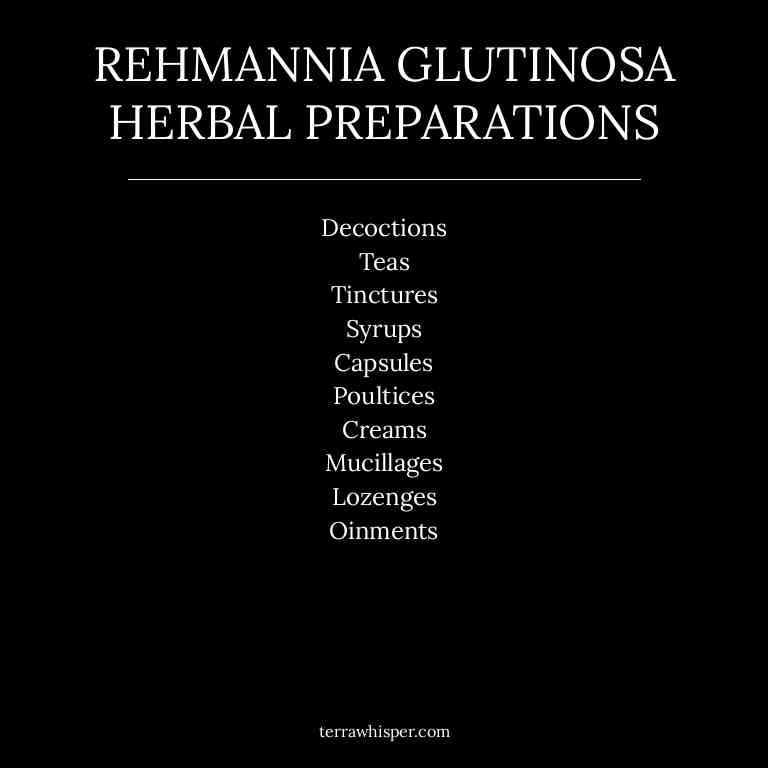 REHMANNIA GLUTINOSA
HERBAL PREPARATIONS
Decoctions
Teas
Tinctures
Syrups
Capsules
Poultices
Creams
Mucillages
Lozenges
Oinments
terrawhisper.com